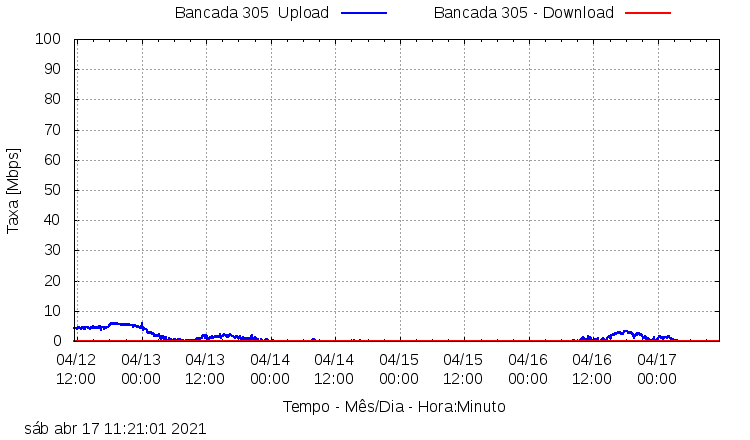 Bancada 305  Upload
Bancada 305 - Download
100
90
80
70
60
50
40
30
20
10
0
Taxa [Mbps]
04/12 04/13 04/13 04/14 04/14 04/15 04/15 04/16 04/16 04/17
12:00 00:00 12:00 00:00 12:00 00:00 12:00 00:00 12:00 00:00
Tempo - Mês/Dia - Hora:Minuto
sáb abr 17 11:21:01 2021